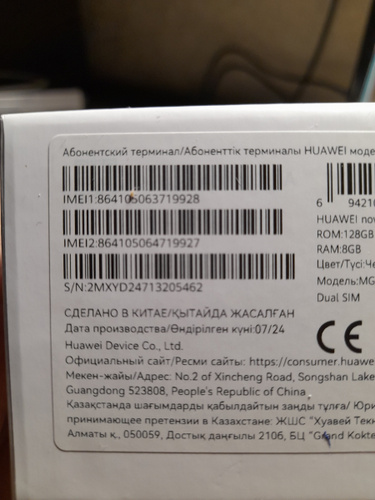 Абонентский терминал/Абоненттік терминалы HUAWEI моде
IMEI1:864105063719928
IMEI2:864105064719927
S/N:2MXYD24713205462
6 94210
HUAWEI nov
ROM:128GB
RAM:8GB
Цвет/Түсі:Че
Модель:MG
Dual SIM
СДЕЛАНО В КИТАЕ/ҚЫТАЙДА ЖАСАЛҒАН
Дата производства/Өндірілген күні:07/24
Huawei Device Co., Ltd.
CE
Официальный сайт/Ресми сайты: https://consumer.huawe
Мекен-жайы/Адрес: No.2 of Xincheng Road, Songshan Lake
Guangdong 523808, People's Republic of China
Қазақстанда шағымдарды қабылдайтын заңды тұлға/ Юри
принимающее претензии в Казахстане: ЖШС "Хуавей Текн
Алматы қ., 050059, Достық даңғылы 210б, БЦ "Grand Kokte